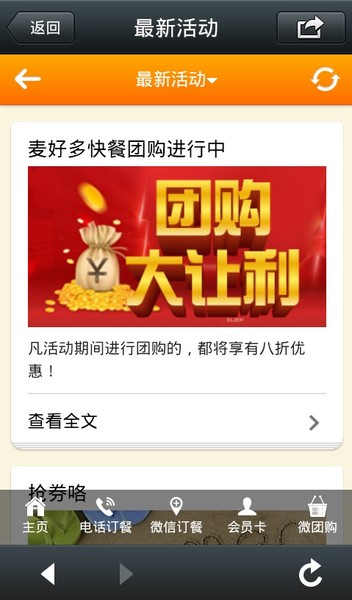 返回
最新活动
最新活动
麦好多快餐团购进行中
¥
团购
大让利
凡活动期间进行团购的，都将享有八折优
惠！
查看全文
抢券咯
主页
电话订餐
微信订餐
会员卡
微团购